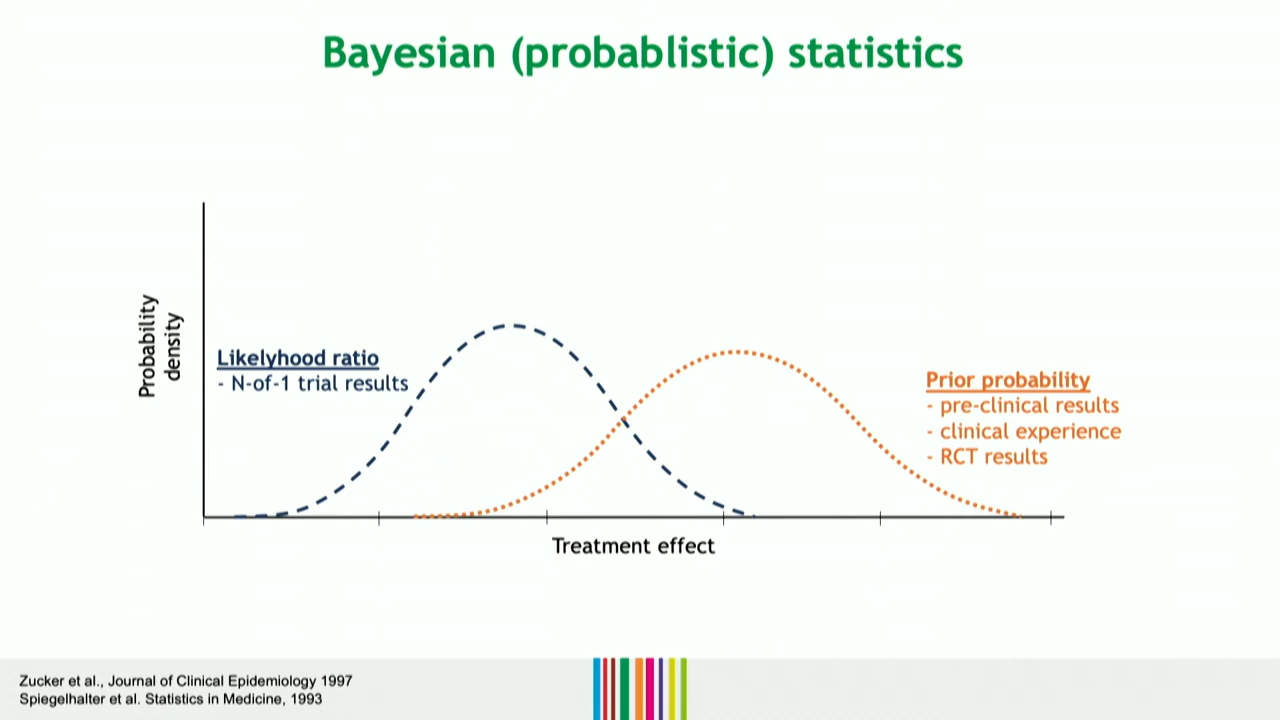 Bayesian (probablistic) statistics
Probability
density
Likelyhood ratio
- N-of-1 trial results
Prior probability
- pre-clinical results
- clinical experience
- RCT results
Treatment effect
Zucker et al., Journal of Clinical Epidemiology 1997
Spiegelhalter et al. Statistics in Medicine, 1993